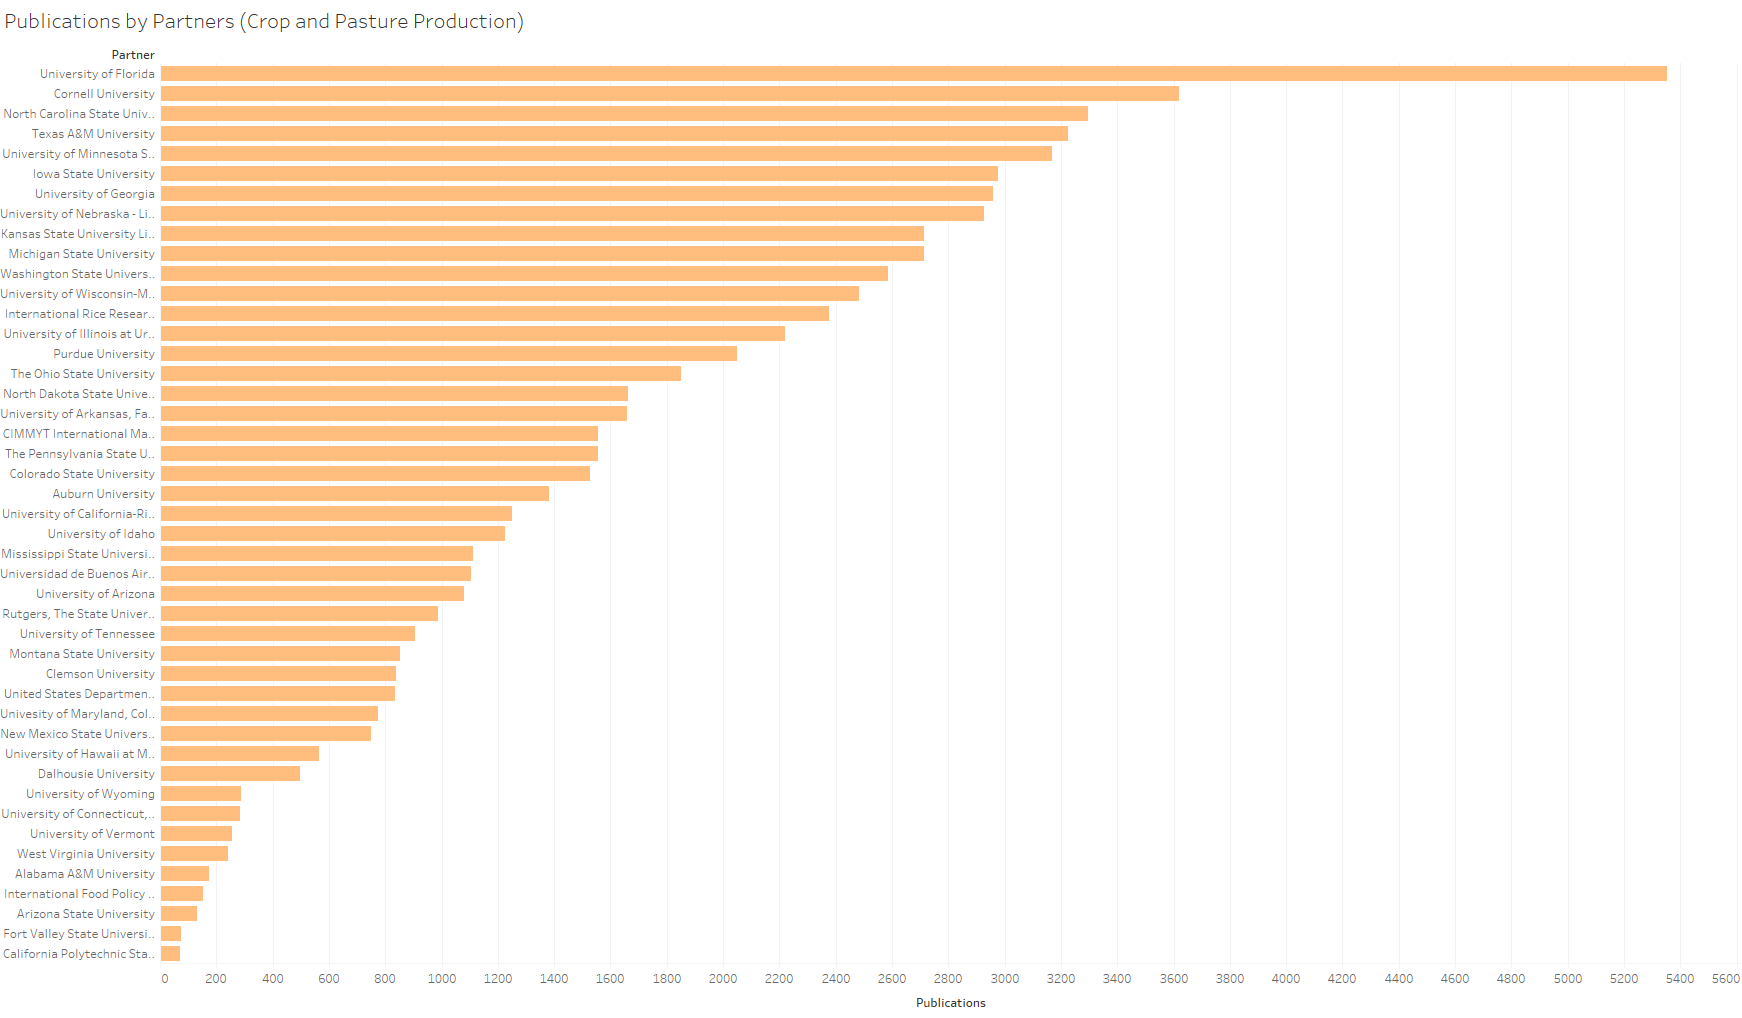 Publications by Partners (Crop and Pasture Production)
Partner
University of Florida
Cornell University
North Carolina State Univ..
Texas A&M University
University of Minnesota S..
Iowa State University
University of Georgia
University of Nebraska - Li..
Kansas State University Li..
Michigan State University
Washington State Univers..
University of Wisconsin-M..
International Rice Resear..
University of Illinois at Ur..
Purdue University
The Ohio State University
North Dakota State Unive..
University of Arkansas, Fa..
CIMMYT International Ma..
The Pennsylvania State U..
Colorado State University
Auburn University
University of California-Ri..
University of Idaho
Mississippi State Universi..
Universidad de Buenos Air..
University of Arizona
Rutgers, The State Univer..
University of Tennessee
Montana State University
Clemson University
United States Departmen..
Univesity of Maryland, Col..
New Mexico State Univers..
University of Hawaii at M..
Dalhousie University
University of Wyoming
University of Connecticut,..
University of Vermont
West Virginia University
Alabama A&M University
International Food Policy ..
Arizona State University
Fort Valley State Universi..
California Polytechnic Sta..
0 200 400 600 800 1000 1200 1400 1600 1800 2000 2200 2400 2600 2800 3000 3200 3400 3600 3800 4000 4200 4400 4600 4800 5000 5200 5400 5600
Publications